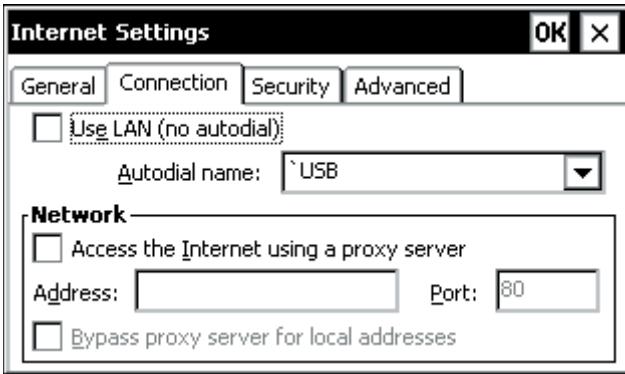 Internet Settings OK ×
General Connection Security Advanced
Use LAN (no autodial)
Autodial name: `USB
Network
Access the Internet using a proxy server
Address: Port: 80
Bypass proxy server for local addresses